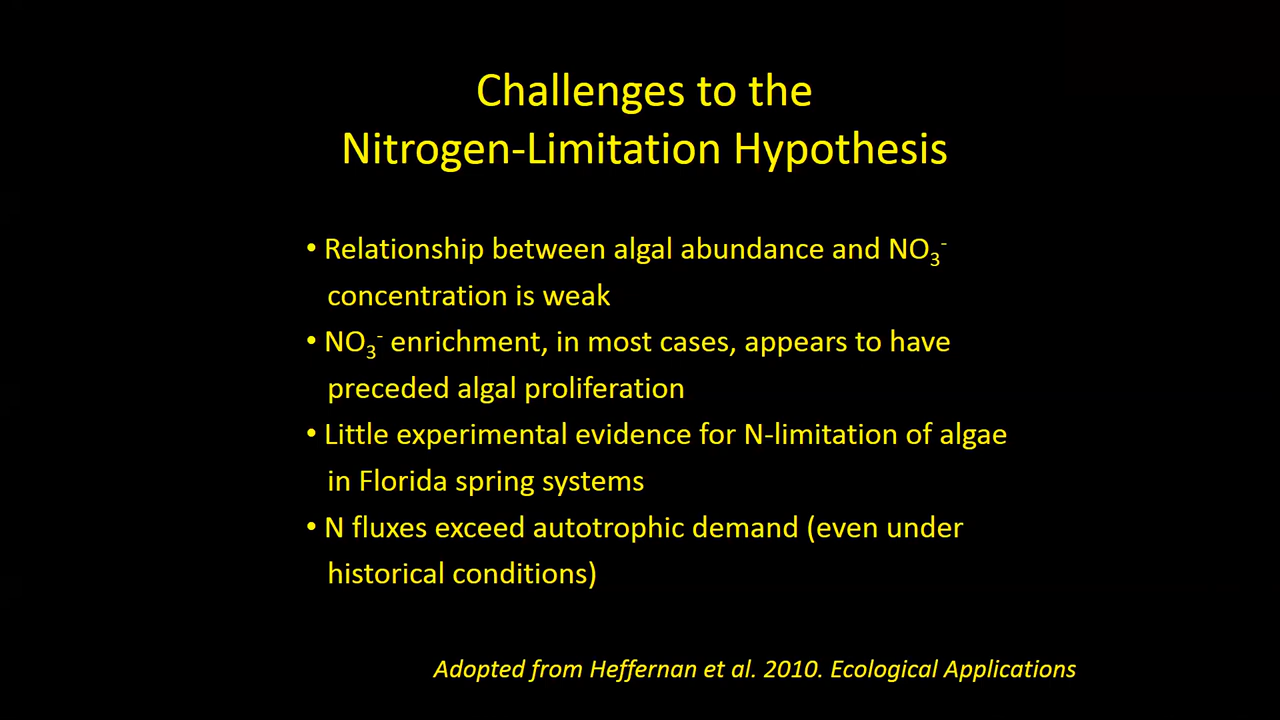 Challenges to the
Nitrogen-Limitation Hypothesis
• Relationship between algal abundance and NO₃⁻
concentration is weak
• NO₃⁻ enrichment, in most cases, appears to have
preceded algal proliferation
• Little experimental evidence for N-limitation of algae
in Florida spring systems
• N fluxes exceed autotrophic demand (even under
historical conditions)
Adopted from Heffernan et al. 2010. Ecological Applications